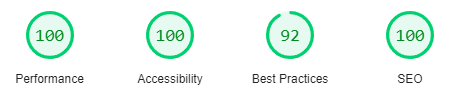 100 100 92 100
Performance Accessibility Best Practices SEO